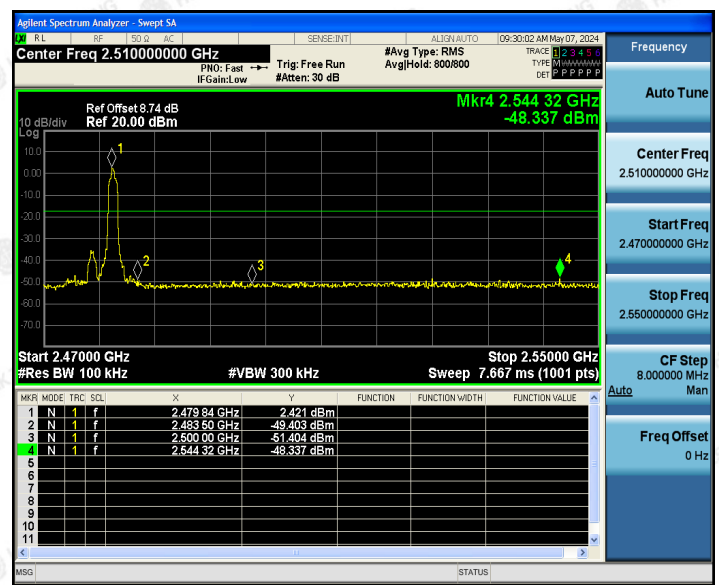 Agilent Spectrum Analyzer - Swept SA
LXI RL RF 50 Ω AC SENSE:INT ALIGN AUTO 09:30:02 AM May 07, 2024
Center Freq 2.510000000 GHz
PNO: Fast
IFGain:Low
Trig: Free Run
#Atten: 30 dB
#Avg Type: RMS
Avg|Hold: 800/800
TRACE 1 2 3 4 5 6
TYPE M
DET P P P P P P
Ref Offset 8.74 dB
10 dB/div Ref 20.00 dBm
Log
Mkr4 2.544 32 GHz
-48.337 dBm
10.0
0.00
-10.0
-20.0
-30.0
-40.0
-50.0
-60.0
-70.0
1
2
3
4
Start 2.47000 GHz Stop 2.55000 GHz
#Res BW 100 kHz #VBW 300 kHz Sweep 7.667 ms (1001 pts)
MKR MODE TRC SCL X Y FUNCTION FUNCTION WIDTH FUNCTION VALUE
1 N 1 f 2.479 84 GHz 2.421 dBm
2 N 1 f 2.483 50 GHz -49.403 dBm
3 N 1 f 2.500 00 GHz -51.404 dBm
4 N 1 f 2.544 32 GHz -48.337 dBm
5
6
7
8
9
10
11
MSG STATUS
Frequency
Auto Tune
Center Freq
2.510000000 GHz
Start Freq
2.470000000 GHz
Stop Freq
2.550000000 GHz
CF Step
8.000000 MHz
Auto Man
Freq Offset
0 Hz